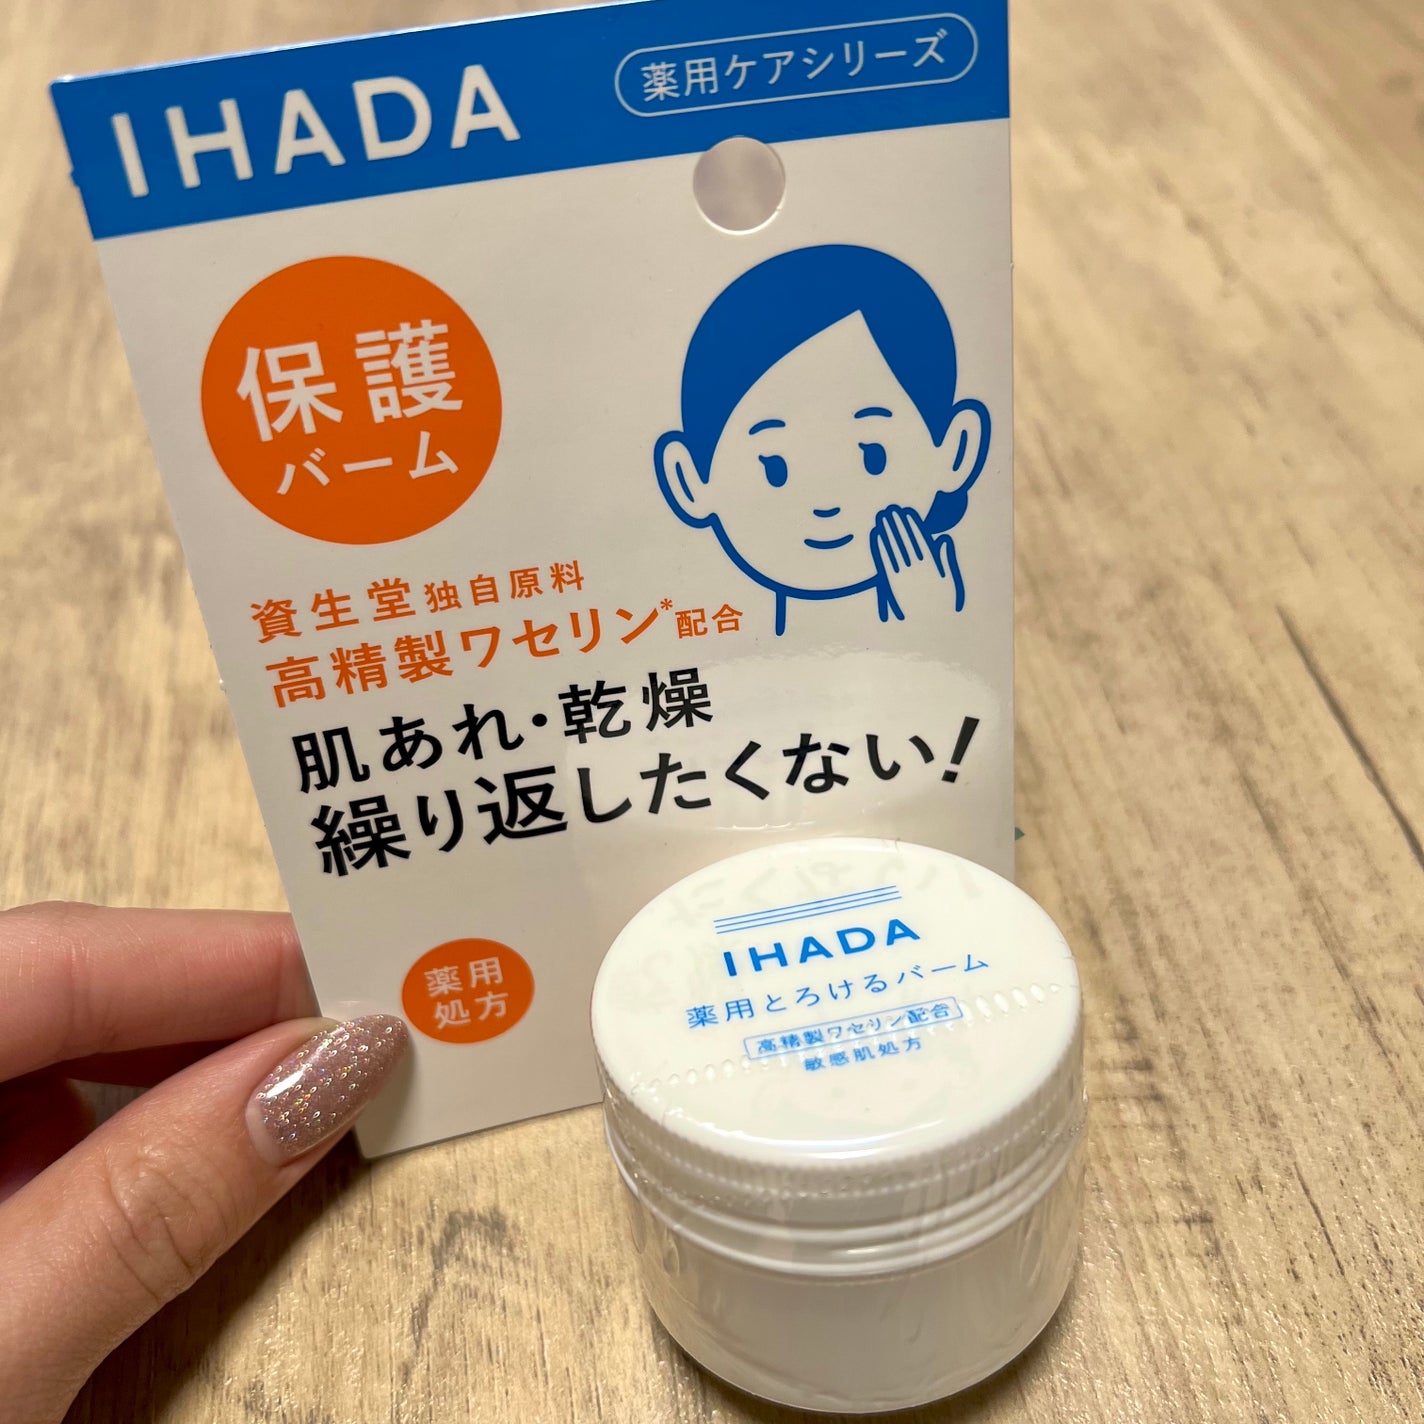 IHADA
薬用ケアシリーズ
保護
バーム
資生堂独自原料
高精製ワセリン*配合
肌あれ・乾燥
繰り返したくない!
薬用
処方
IHADA
薬用とろけるバーム
高精製ワセリン配合
敏感肌処方